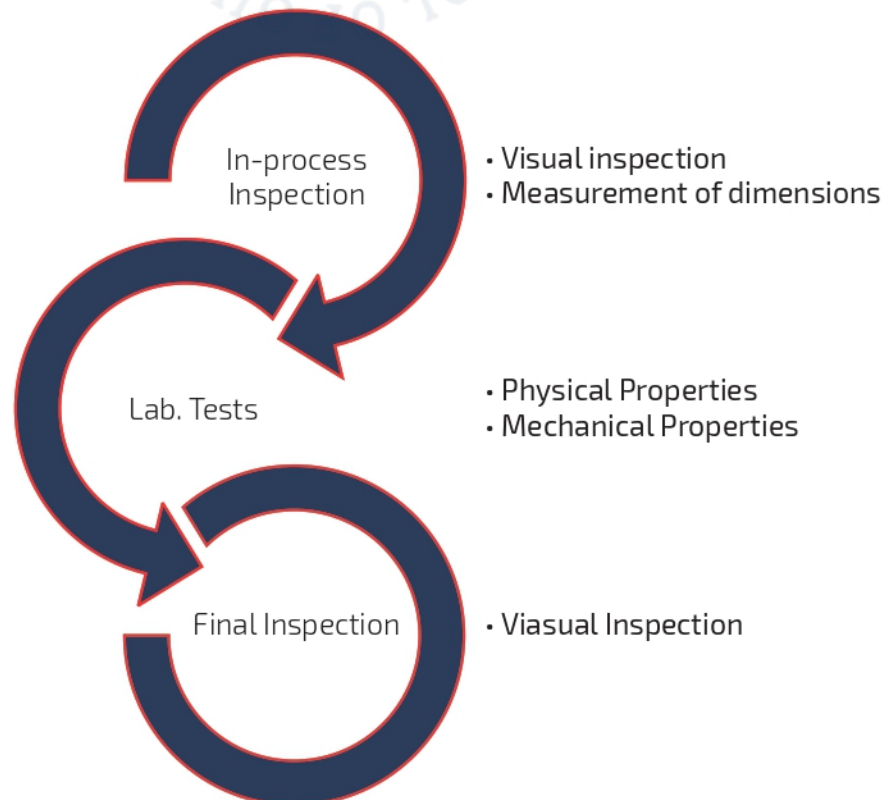 In-process
Inspection
• Visual inspection
• Measurement of dimensions
Lab. Tests
• Physical Properties
• Mechanical Properties
Final Inspection
• Viasual Inspection